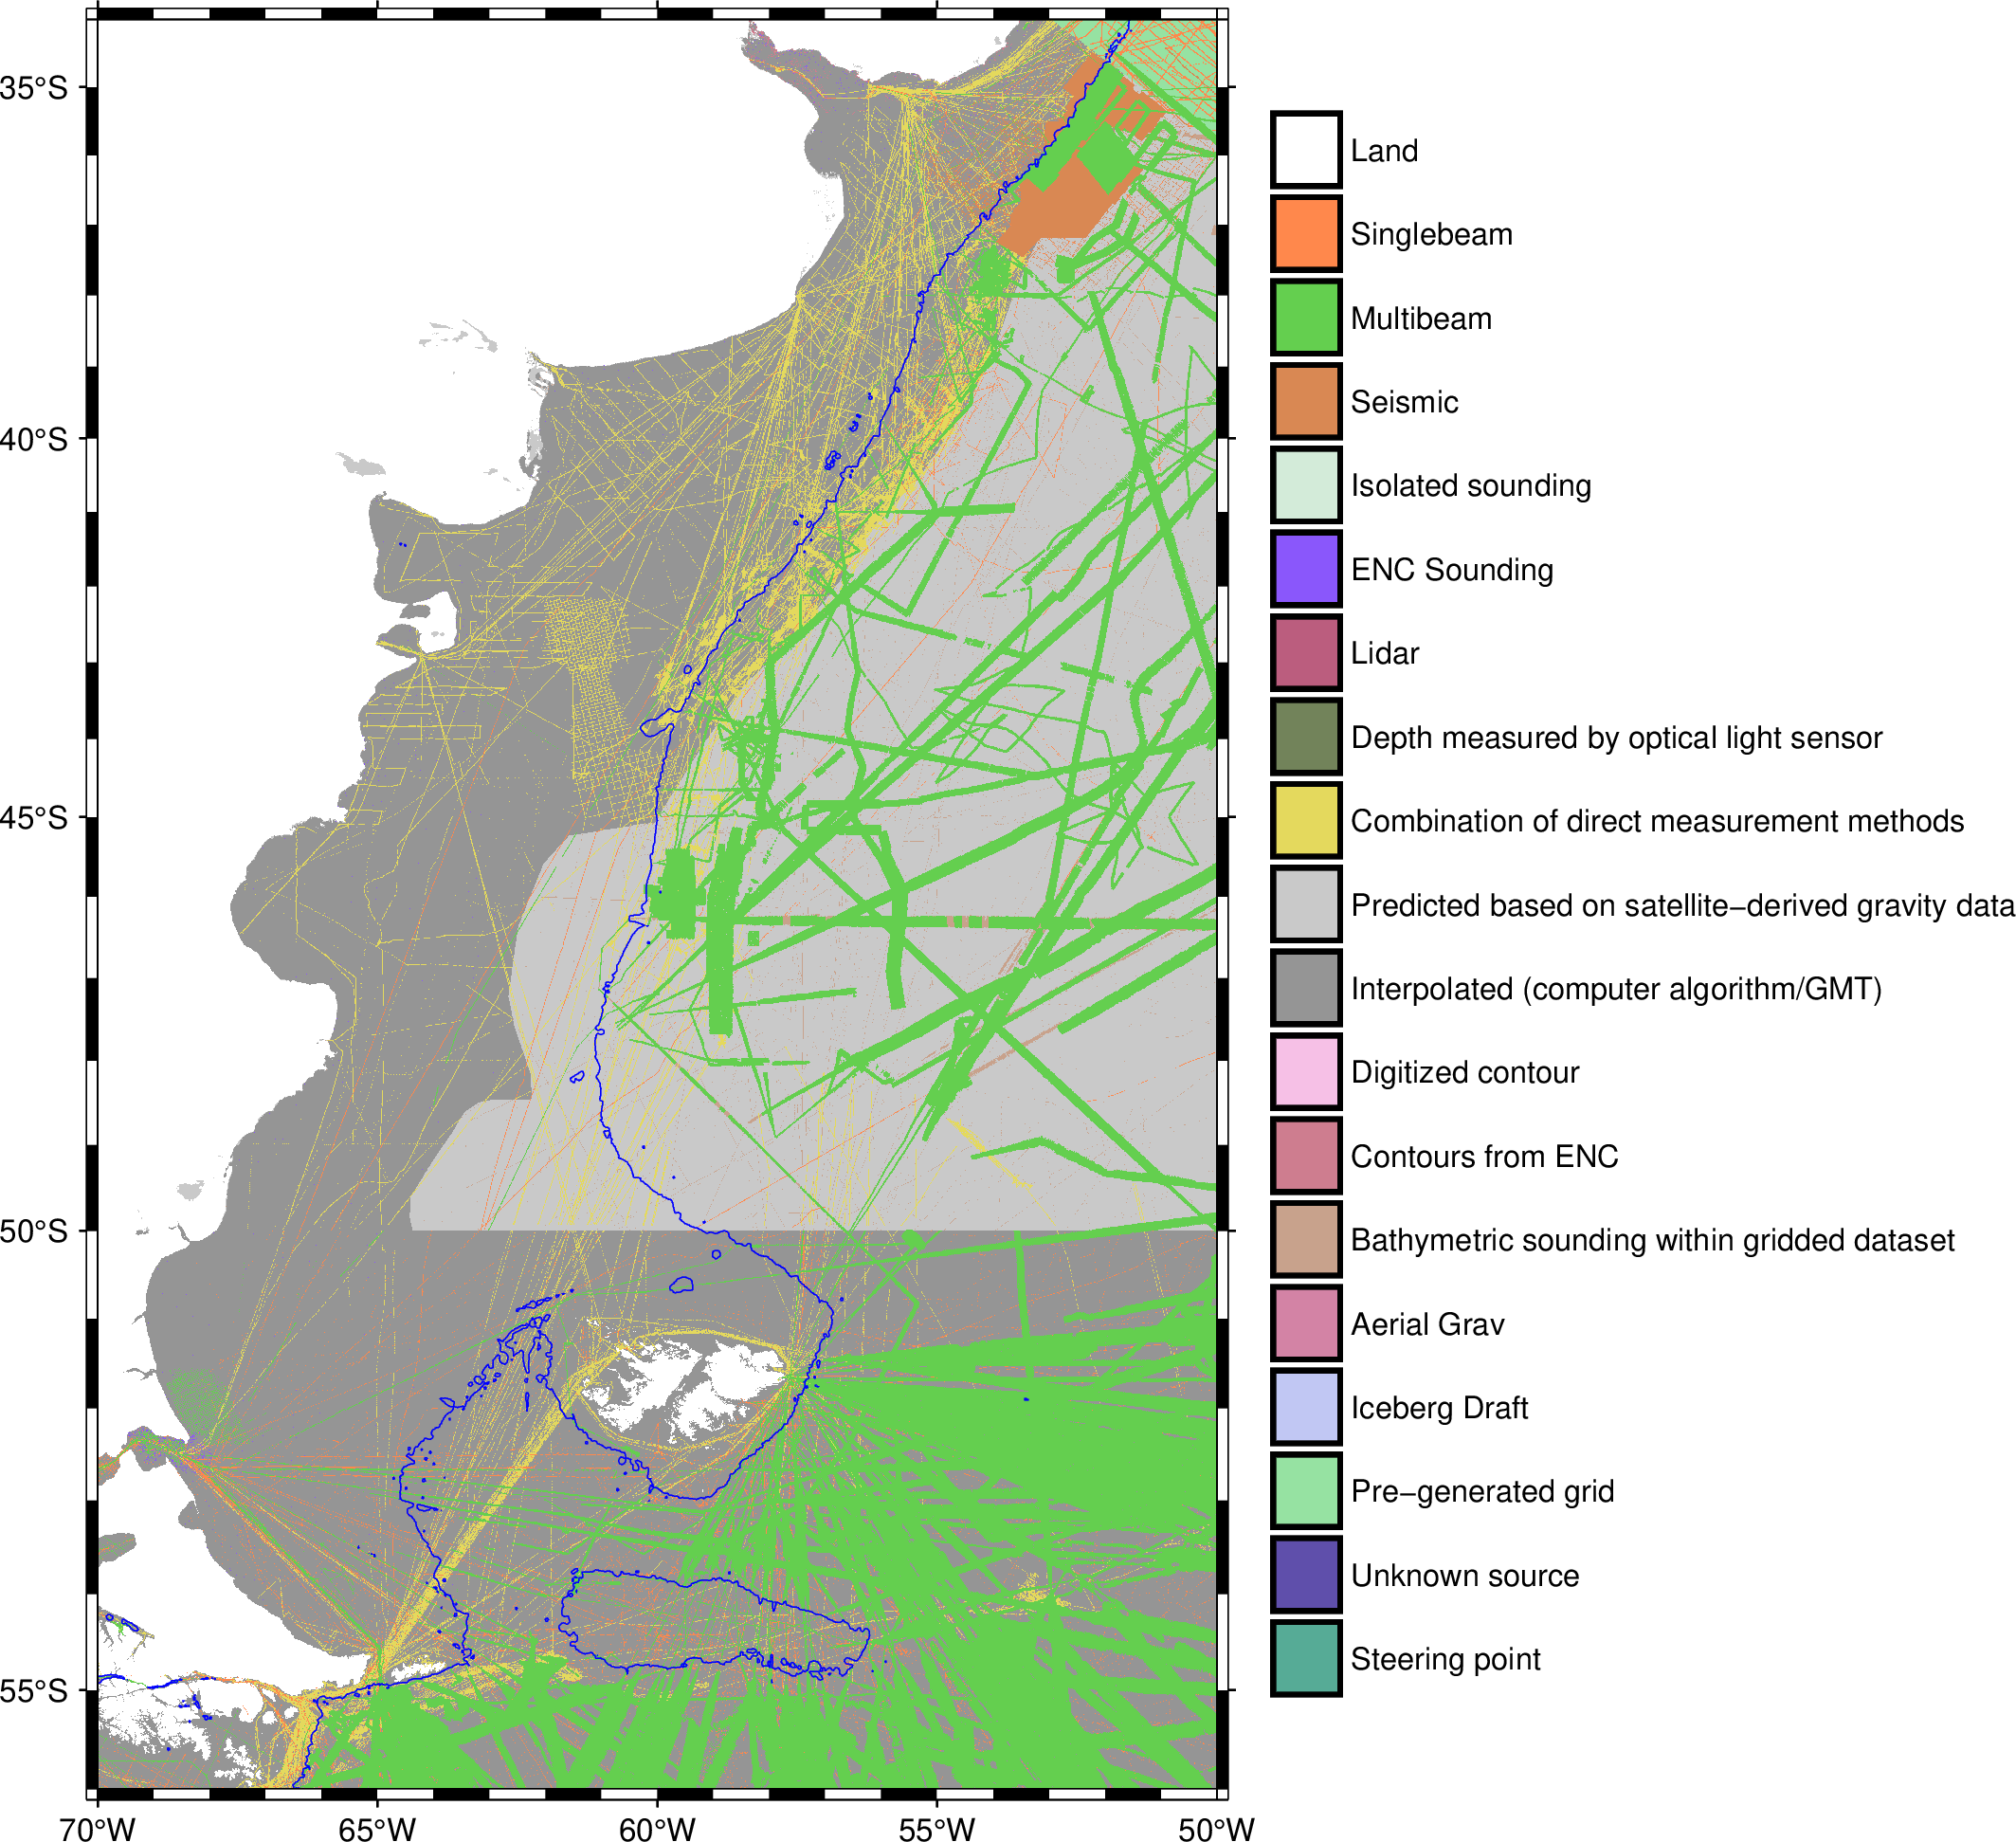 35°S
40°S
45°S
50°S
55°S
70°W
65°W
60°W
55°W
50°W
Land
Singlebeam
Multibeam
Seismic
Isolated sounding
ENC Sounding
Lidar
Depth measured by optical light sensor
Combination of direct measurement methods
Predicted based on satellite−derived gravity data
Interpolated (computer algorithm/GMT)
Digitized contour
Contours from ENC
Bathymetric sounding within gridded dataset
Aerial Grav
Iceberg Draft
Pre−generated grid
Unknown source
Steering point